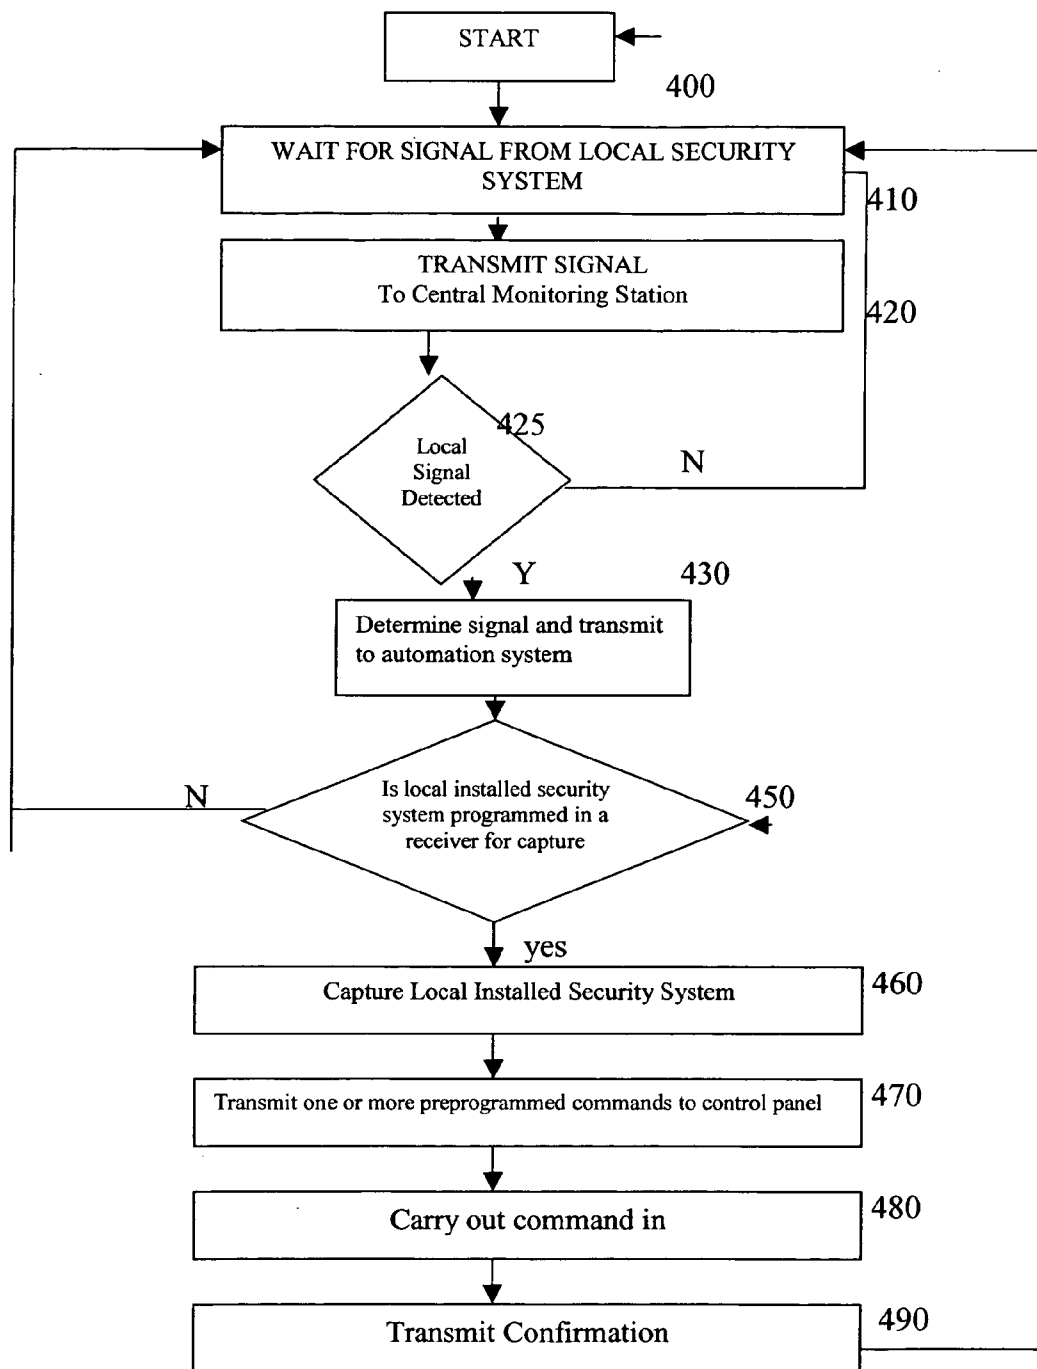 START
400
WAIT FOR SIGNAL FROM LOCAL SECURITY
SYSTEM
410
TRANSMIT SIGNAL
To Central Monitoring Station
420
425
Local
Signal
Detected
N
Y
430
Determine signal and transmit
to automation system
N
Is local installed security
system programmed in a
receiver for capture
450
yes
Capture Local Installed Security System
460
Transmit one or more preprogrammed commands to control panel
470
Carry out command in
480
Transmit Confirmation
490